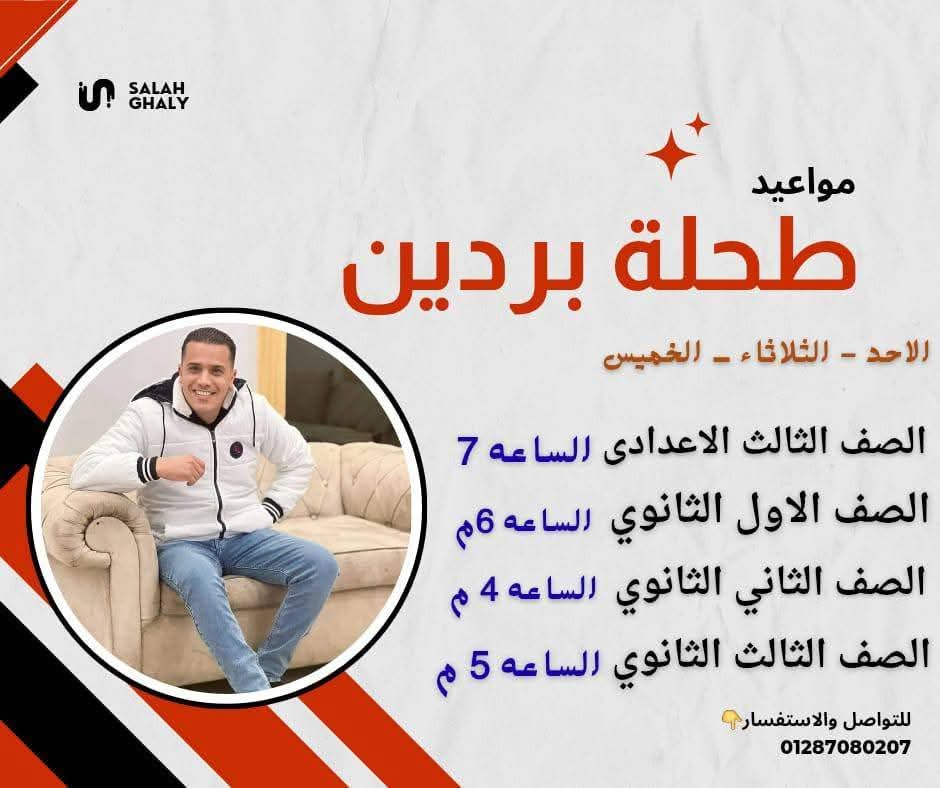 SALAH
GHALY
مواعيد
طحلة بردين
الاحد - الثلاثاء - الخميس
الصف الثالث الاعدادى الساعه 7
الصف الاول الثانوي الساعه 6م
الصف الثاني الثانوي الساعه 4 م
الصف الثالث الثانوي الساعه 5 م
للتواصل والاستفسار👇
01287080207